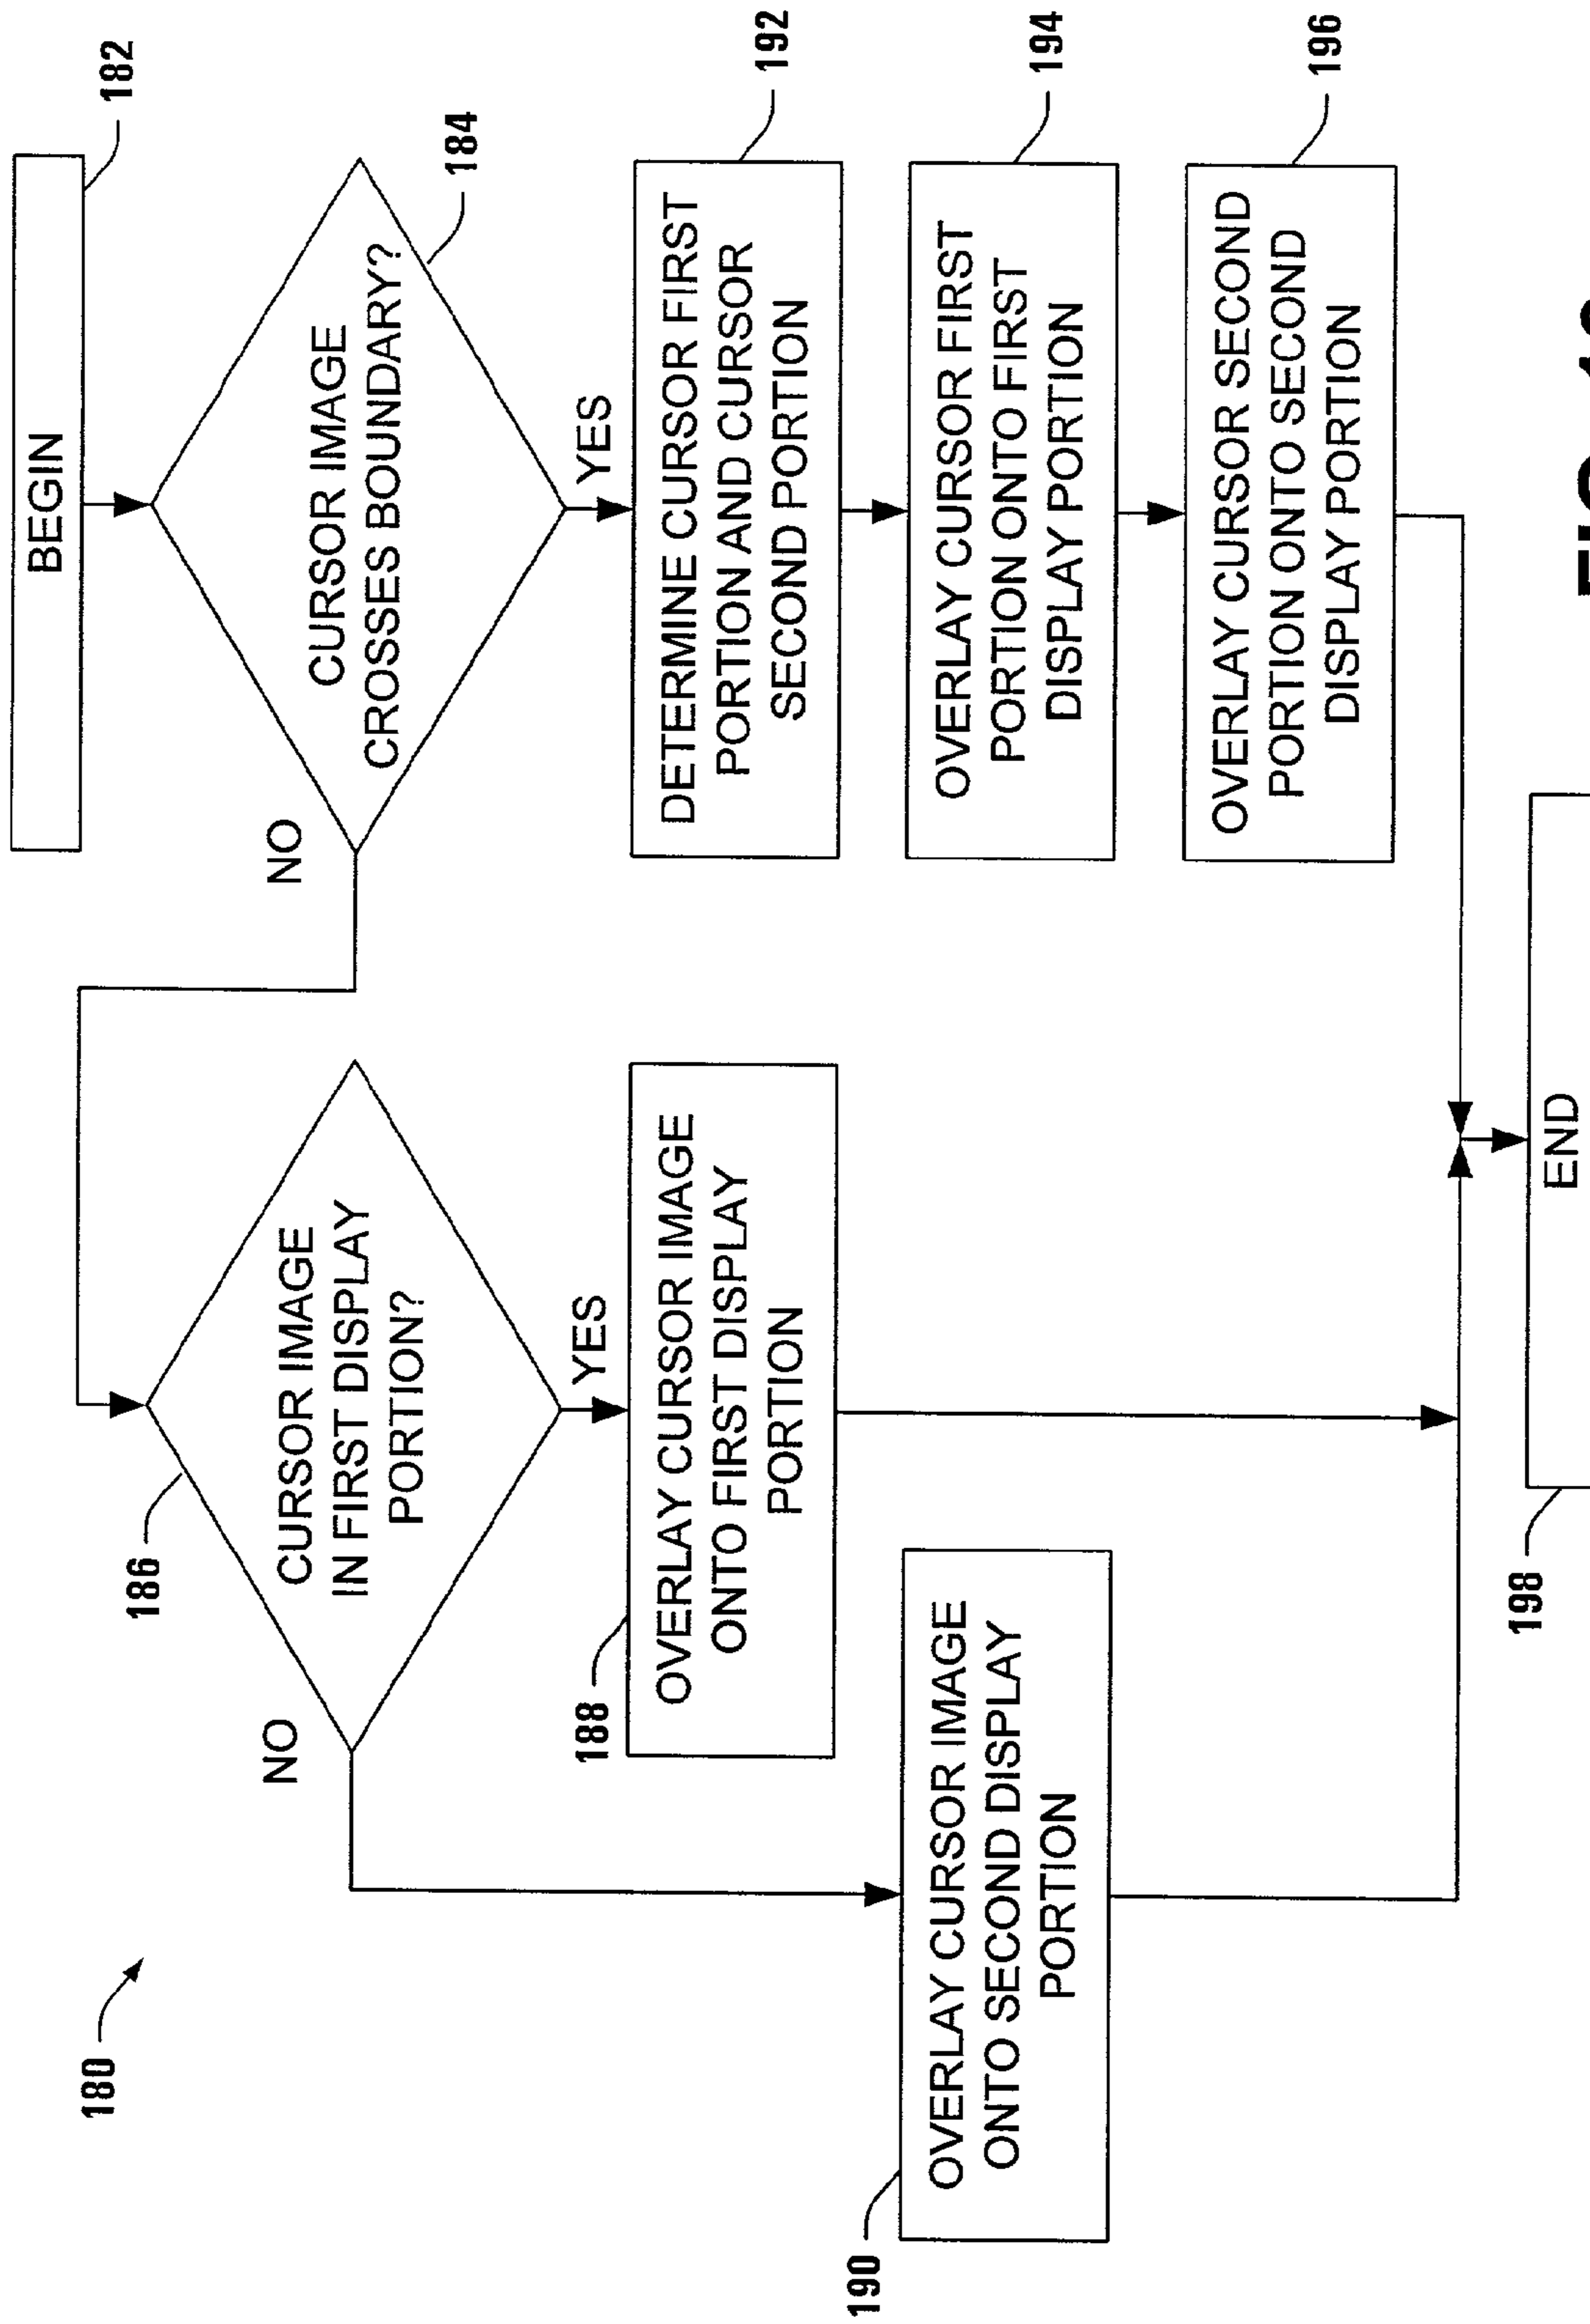 180
BEGIN
182
CURSOR IMAGE
CROSSES BOUNDARY?
184
NO
YES
186
CURSOR IMAGE
IN FIRST DISPLAY
PORTION?
NO
YES
188
OVERLAY CURSOR IMAGE
ONTO FIRST DISPLAY
PORTION
190
OVERLAY CURSOR IMAGE
ONTO SECOND DISPLAY
PORTION
DETERMINE CURSOR FIRST
PORTION AND CURSOR
SECOND PORTION
192
OVERLAY CURSOR FIRST
PORTION ONTO FIRST
DISPLAY PORTION
194
OVERLAY CURSOR SECOND
PORTION ONTO SECOND
DISPLAY PORTION
196
END
198